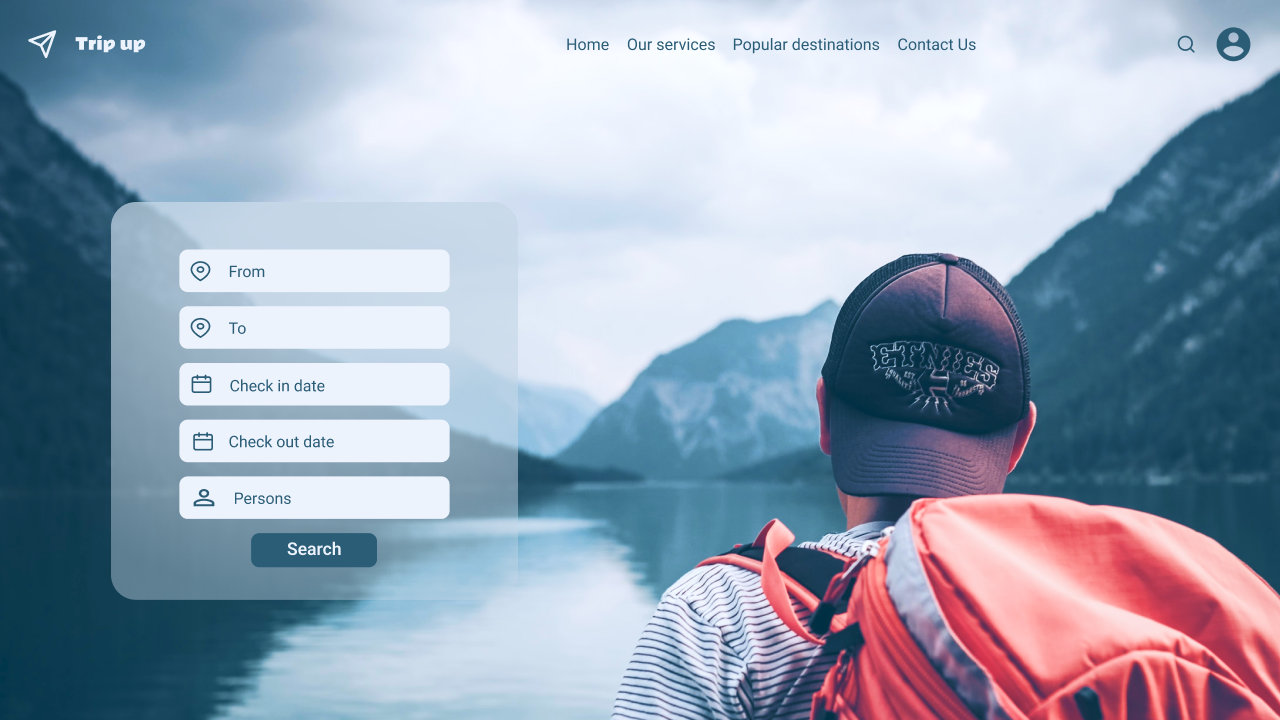 Trip up
Home Our services Popular destinations Contact Us
From
To
Check in date
Check out date
Persons
Search
ETNIES